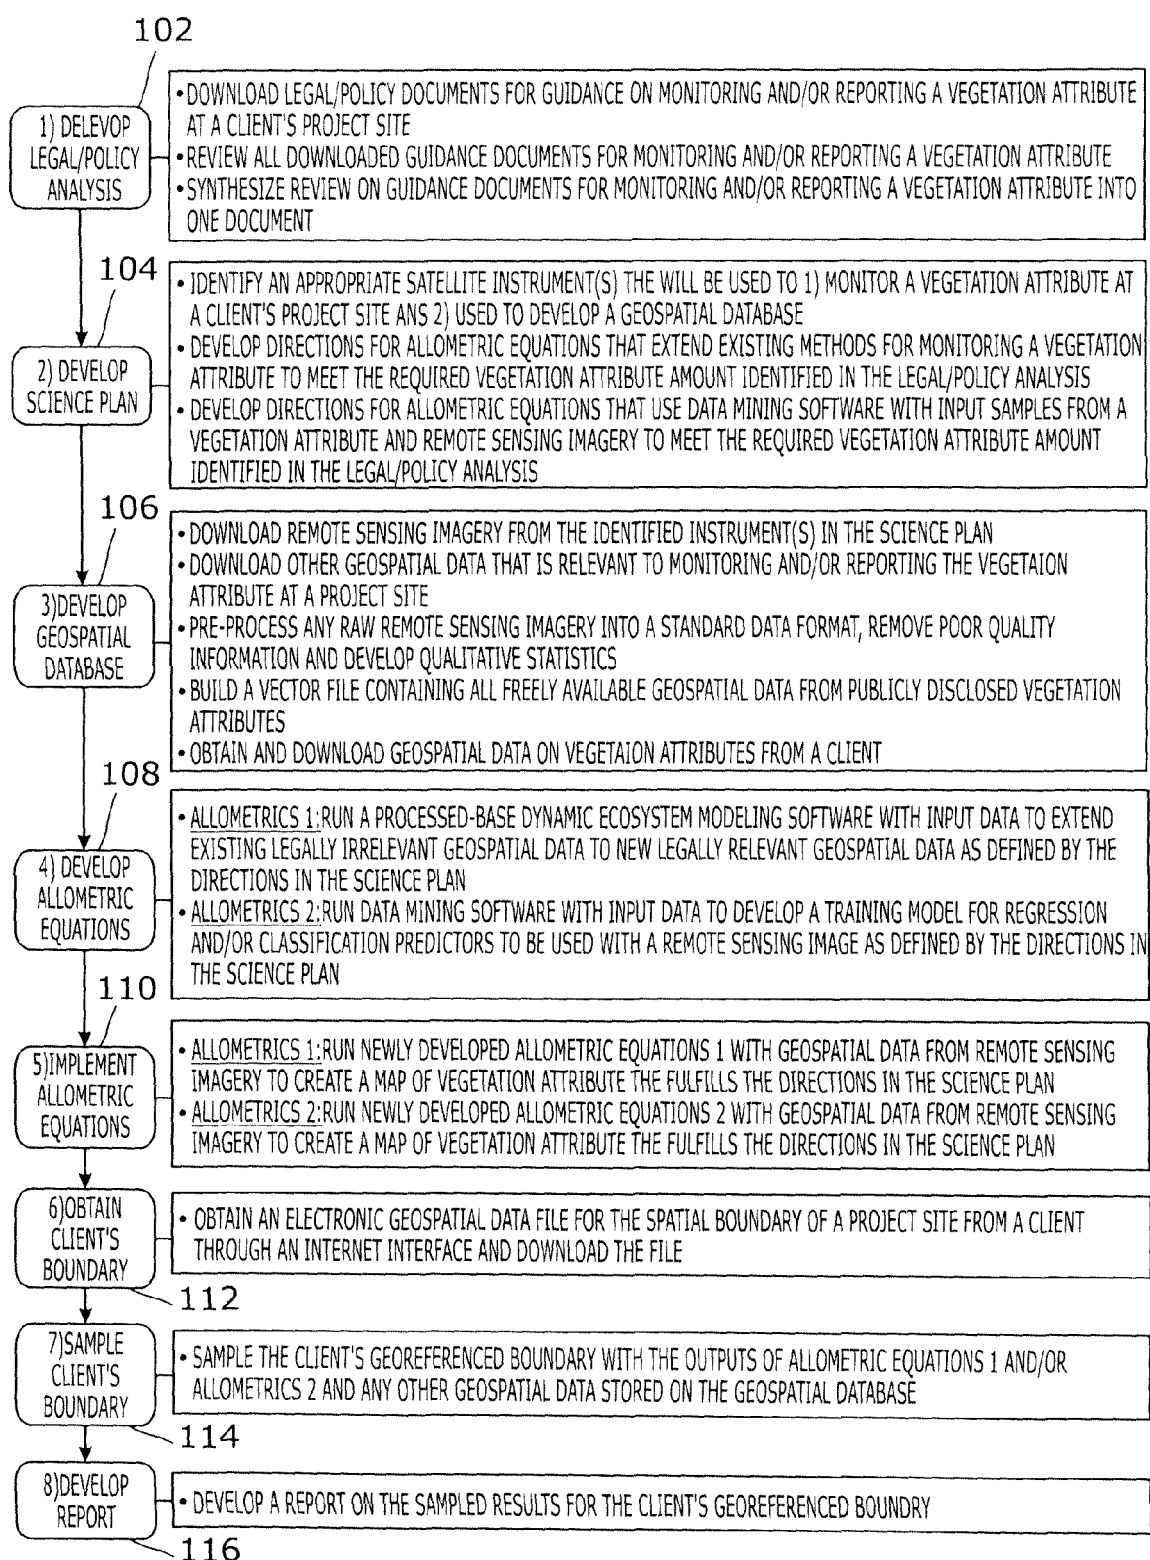 102
1) DELEVOP
LEGAL/POLICY
ANALYSIS
• DOWNLOAD LEGAL/POLICY DOCUMENTS FOR GUIDANCE ON MONITORING AND/OR REPORTING A VEGETATION ATTRIBUTE
AT A CLIENT'S PROJECT SITE
• REVIEW ALL DOWNLOADED GUIDANCE DOCUMENTS FOR MONITORING AND/OR REPORTING A VEGETATION ATTRIBUTE
• SYNTHESIZE REVIEW ON GUIDANCE DOCUMENTS FOR MONITORING AND/OR REPORTING A VEGETATION ATTRIBUTE INTO
ONE DOCUMENT
104
2) DEVELOP
SCIENCE PLAN
• IDENTIFY AN APPROPRIATE SATELLITE INSTRUMENT(S) THE WILL BE USED TO 1) MONITOR A VEGETATION ATTRIBUTE AT
A CLIENT'S PROJECT SITE ANS 2) USED TO DEVELOP A GEOSPATIAL DATABASE
• DEVELOP DIRECTIONS FOR ALLOMETRIC EQUATIONS THAT EXTEND EXISTING METHODS FOR MONITORING A VEGETATION
ATTRIBUTE TO MEET THE REQUIRED VEGETATION ATTRIBUTE AMOUNT IDENTIFIED IN THE LEGAL/POLICY ANALYSIS
• DEVELOP DIRECTIONS FOR ALLOMETRIC EQUATIONS THAT USE DATA MINING SOFTWARE WITH INPUT SAMPLES FROM A
VEGETATION ATTRIBUTE AND REMOTE SENSING IMAGERY TO MEET THE REQUIRED VEGETATION ATTRIBUTE AMOUNT
IDENTIFIED IN THE LEGAL/POLICY ANALYSIS
106
3)DEVELOP
GEOSPATIAL
DATABASE
• DOWNLOAD REMOTE SENSING IMAGERY FROM THE IDENTIFIED INSTRUMENT(S) IN THE SCIENCE PLAN
• DOWNLOAD OTHER GEOSPATIAL DATA THAT IS RELEVANT TO MONITORING AND/OR REPORTING THE VEGETAION
ATTRIBUTE AT A PROJECT SITE
• PRE-PROCESS ANY RAW REMOTE SENSING IMAGERY INTO A STANDARD DATA FORMAT, REMOVE POOR QUALITY
INFORMATION AND DEVELOP QUALITATIVE STATISTICS
• BUILD A VECTOR FILE CONTAINING ALL FREELY AVAILABLE GEOSPATIAL DATA FROM PUBLICLY DISCLOSED VEGETATION
ATTRIBUTES
• OBTAIN AND DOWNLOAD GEOSPATIAL DATA ON VEGETAION ATTRIBUTES FROM A CLIENT
108
4) DEVELOP
ALLOMETRIC
EQUATIONS
• ALLOMETRICS 1:RUN A PROCESSED-BASE DYNAMIC ECOSYSTEM MODELING SOFTWARE WITH INPUT DATA TO EXTEND
EXISTING LEGALLY IRRELEVANT GEOSPATIAL DATA TO NEW LEGALLY RELEVANT GEOSPATIAL DATA AS DEFINED BY THE
DIRECTIONS IN THE SCIENCE PLAN
• ALLOMETRICS 2:RUN DATA MINING SOFTWARE WITH INPUT DATA TO DEVELOP A TRAINING MODEL FOR REGRESSION
AND/OR CLASSIFICATION PREDICTORS TO BE USED WITH A REMOTE SENSING IMAGE AS DEFINED BY THE DIRECTIONS IN
THE SCIENCE PLAN
110
5)IMPLEMENT
ALLOMETRIC
EQUATIONS
• ALLOMETRICS 1:RUN NEWLY DEVELOPED ALLOMETRIC EQUATIONS 1 WITH GEOSPATIAL DATA FROM REMOTE SENSING
IMAGERY TO CREATE A MAP OF VEGETATION ATTRIBUTE THE FULFILLS THE DIRECTIONS IN THE SCIENCE PLAN
• ALLOMETRICS 2:RUN NEWLY DEVELOPED ALLOMETRIC EQUATIONS 2 WITH GEOSPATIAL DATA FROM REMOTE SENSING
IMAGERY TO CREATE A MAP OF VEGETATION ATTRIBUTE THE FULFILLS THE DIRECTIONS IN THE SCIENCE PLAN
6)OBTAIN
CLIENT'S
BOUNDARY
112
• OBTAIN AN ELECTRONIC GEOSPATIAL DATA FILE FOR THE SPATIAL BOUNDARY OF A PROJECT SITE FROM A CLIENT
THROUGH AN INTERNET INTERFACE AND DOWNLOAD THE FILE
7)SAMPLE
CLIENT'S
BOUNDARY
114
• SAMPLE THE CLIENT'S GEOREFERENCED BOUNDARY WITH THE OUTPUTS OF ALLOMETRIC EQUATIONS 1 AND/OR
ALLOMETRICS 2 AND ANY OTHER GEOSPATIAL DATA STORED ON THE GEOSPATIAL DATABASE
8)DEVELOP
REPORT
116
• DEVELOP A REPORT ON THE SAMPLED RESULTS FOR THE CLIENT'S GEOREFERENCED BOUNDRY